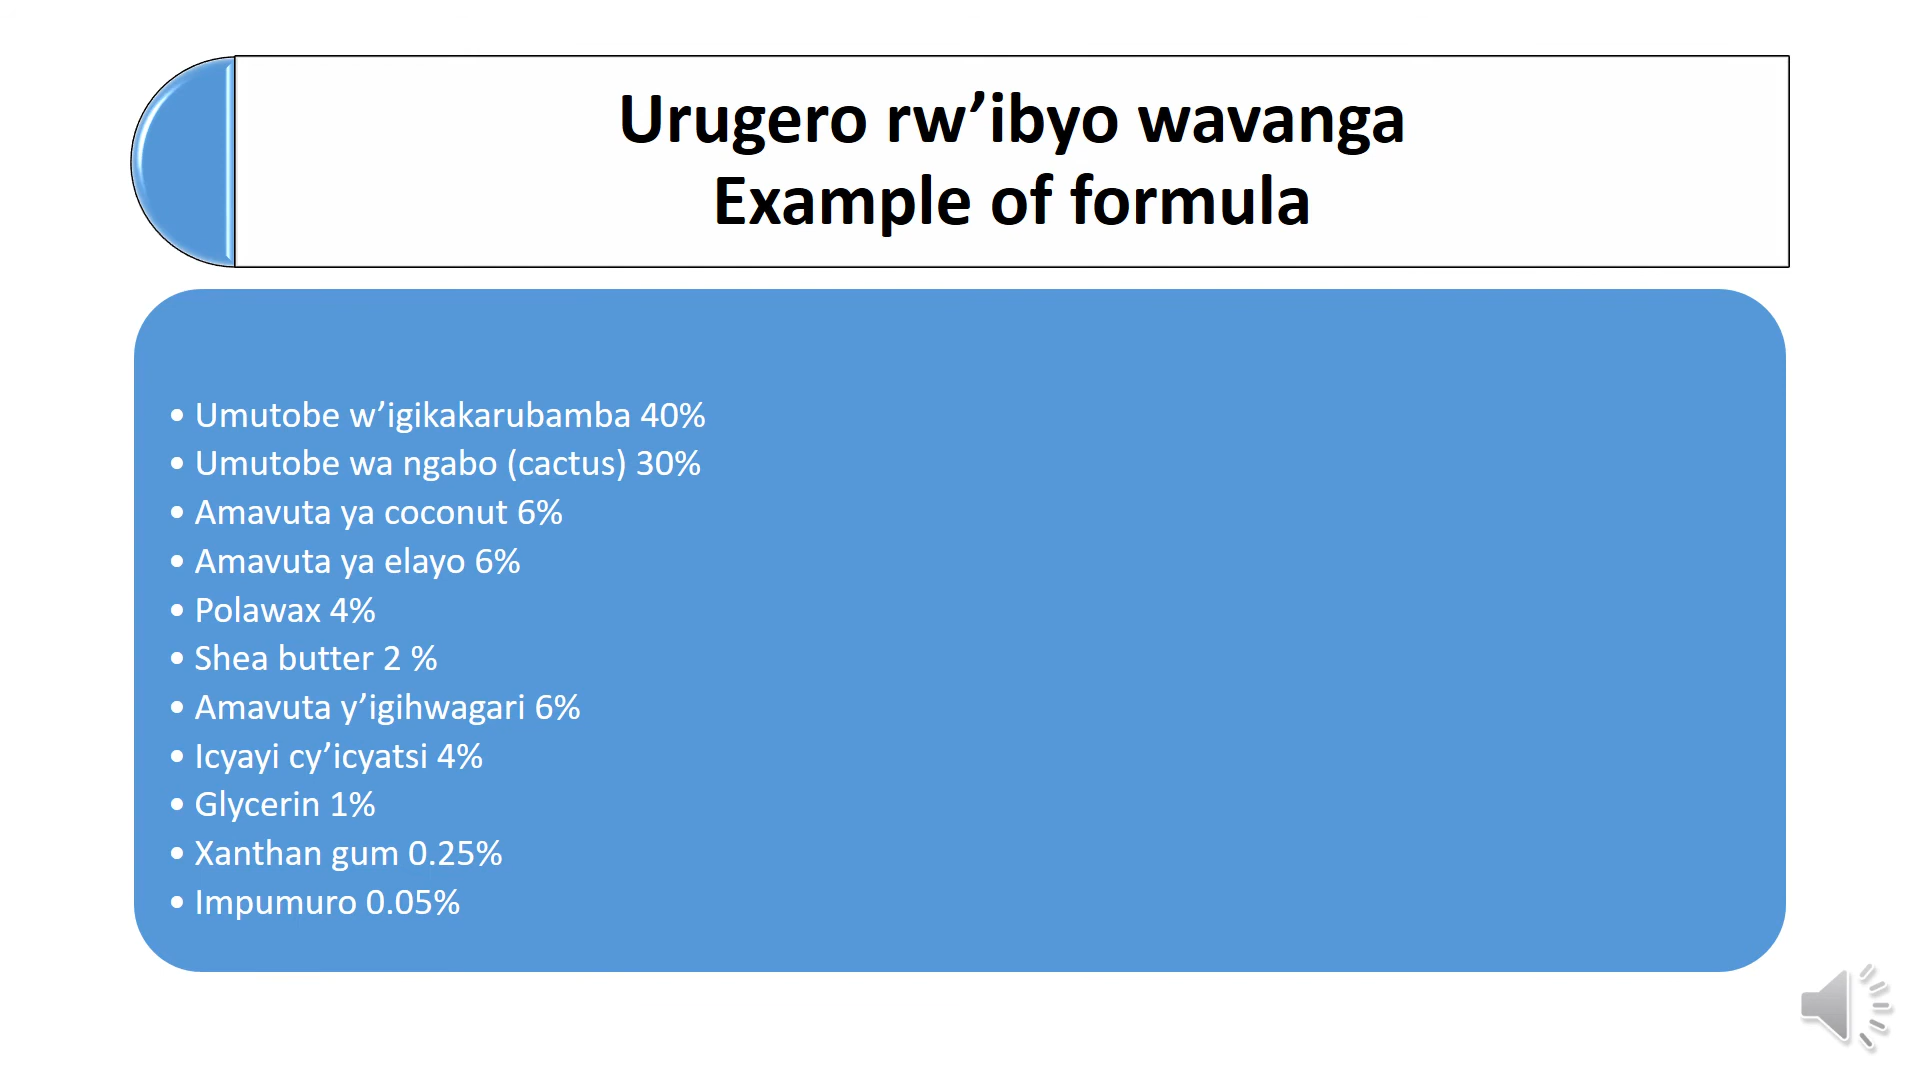 Urugero rw’ibyo wavanga
Example of formula
• Umutobe w’igikakarubamba 40%
• Umutobe wa ngabo (cactus) 30%
• Amavuta ya coconut 6%
• Amavuta ya elayo 6%
• Polawax 4%
• Shea butter 2 %
• Amavuta y’igihwagari 6%
• Icyayi cy’icyatsi 4%
• Glycerin 1%
• Xanthan gum 0.25%
• Impumuro 0.05%